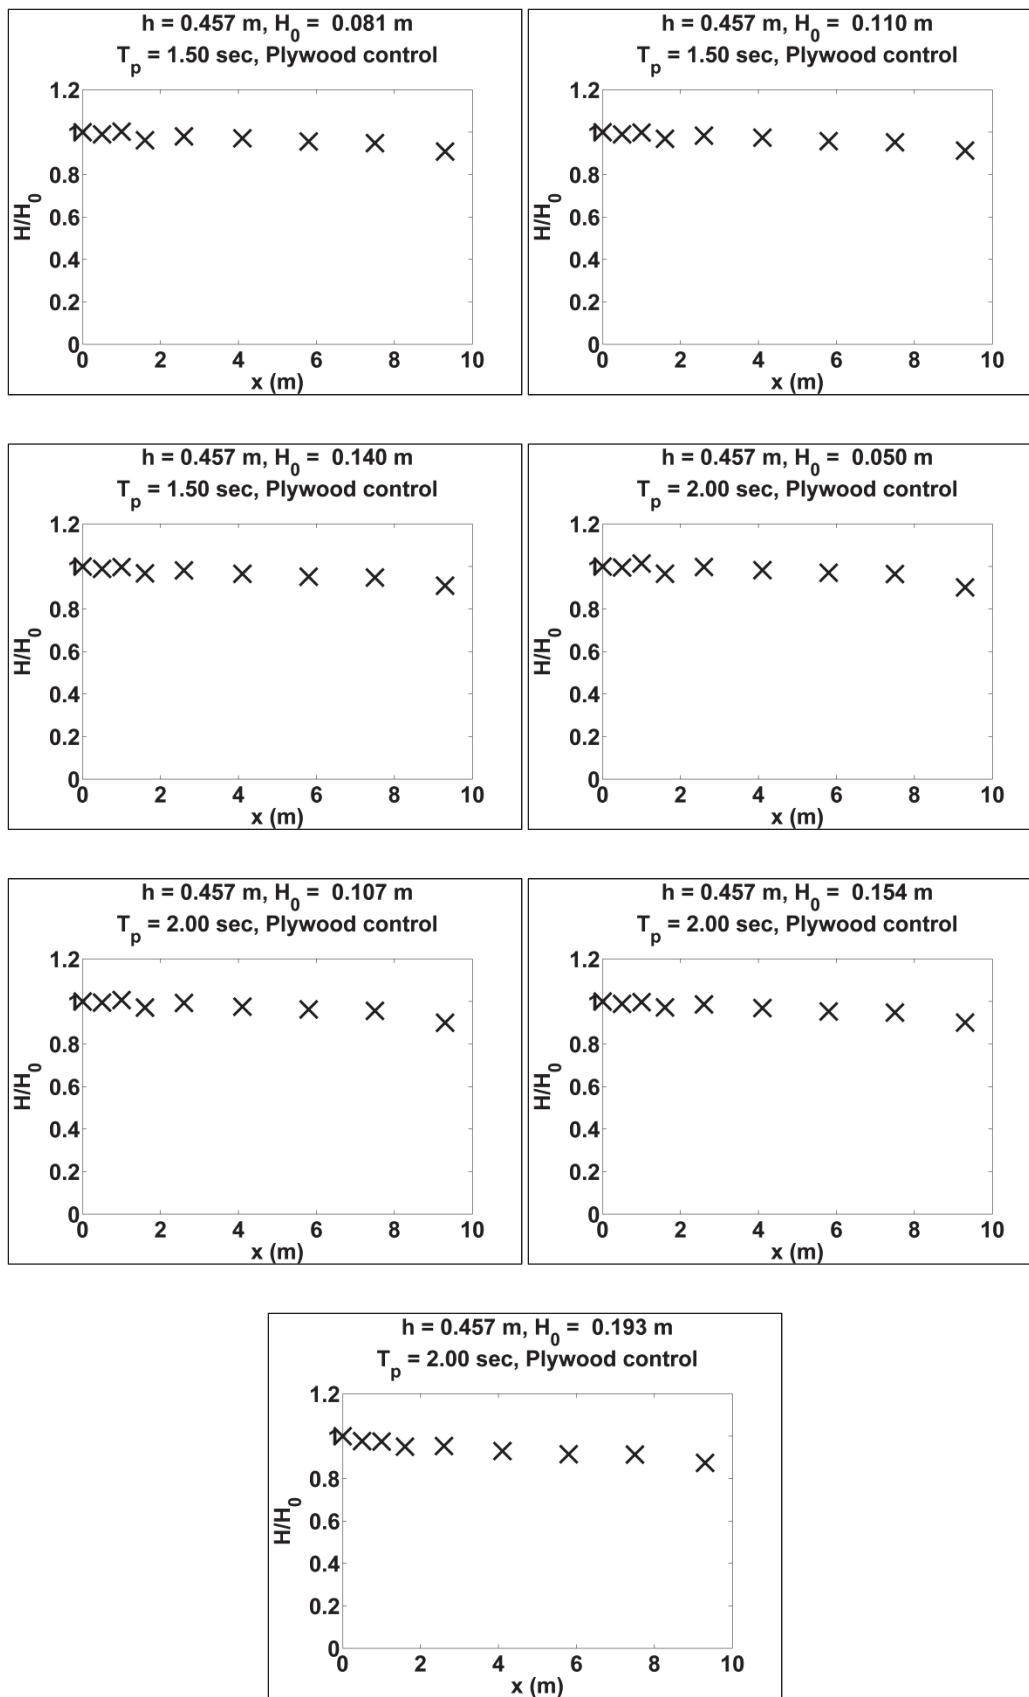 h = 0.457 m, H0 = 0.081 m
Tp = 1.50 sec, Plywood control
1.2
1
0.8
0.6
0.4
0.2
0
H/H0
0 2 4 6 8 10
x (m)
h = 0.457 m, H0 = 0.110 m
Tp = 1.50 sec, Plywood control
1.2
1
0.8
0.6
0.4
0.2
0
H/H0
0 2 4 6 8 10
x (m)
h = 0.457 m, H0 = 0.140 m
Tp = 1.50 sec, Plywood control
1.2
1
0.8
0.6
0.4
0.2
0
H/H0
0 2 4 6 8 10
x (m)
h = 0.457 m, H0 = 0.050 m
Tp = 2.00 sec, Plywood control
1.2
1
0.8
0.6
0.4
0.2
0
H/H0
0 2 4 6 8 10
x (m)
h = 0.457 m, H0 = 0.107 m
Tp = 2.00 sec, Plywood control
1.2
1
0.8
0.6
0.4
0.2
0
H/H0
0 2 4 6 8 10
x (m)
h = 0.457 m, H0 = 0.154 m
Tp = 2.00 sec, Plywood control
1.2
1
0.8
0.6
0.4
0.2
0
H/H0
0 2 4 6 8 10
x (m)
h = 0.457 m, H0 = 0.193 m
Tp = 2.00 sec, Plywood control
1.2
1
0.8
0.6
0.4
0.2
0
H/H0
0 2 4 6 8 10
x (m)